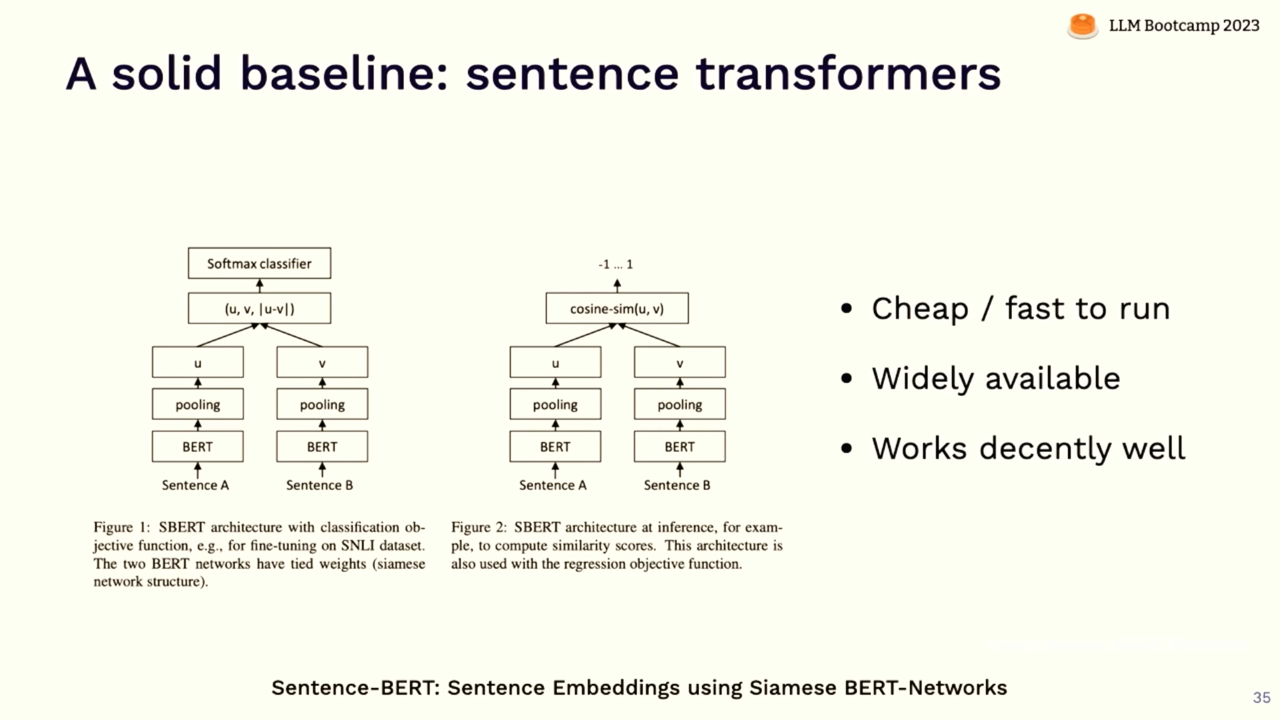 LLM Bootcamp 2023
A solid baseline: sentence transformers
Softmax classifier
(u, v, |u-v|)
u
v
pooling
pooling
BERT
BERT
Sentence A
Sentence B
Figure 1: SBERT architecture with classification ob-
jective function, e.g., for fine-tuning on SNLI dataset.
The two BERT networks have tied weights (siamese
network structure).
-1 ... 1
cosine-sim(u, v)
u
v
pooling
pooling
BERT
BERT
Sentence A
Sentence B
Figure 2: SBERT architecture at inference, for exam-
ple, to compute similarity scores. This architecture is
also used with the regression objective function.
• Cheap / fast to run
• Widely available
• Works decently well
Sentence-BERT: Sentence Embeddings using Siamese BERT-Networks
35